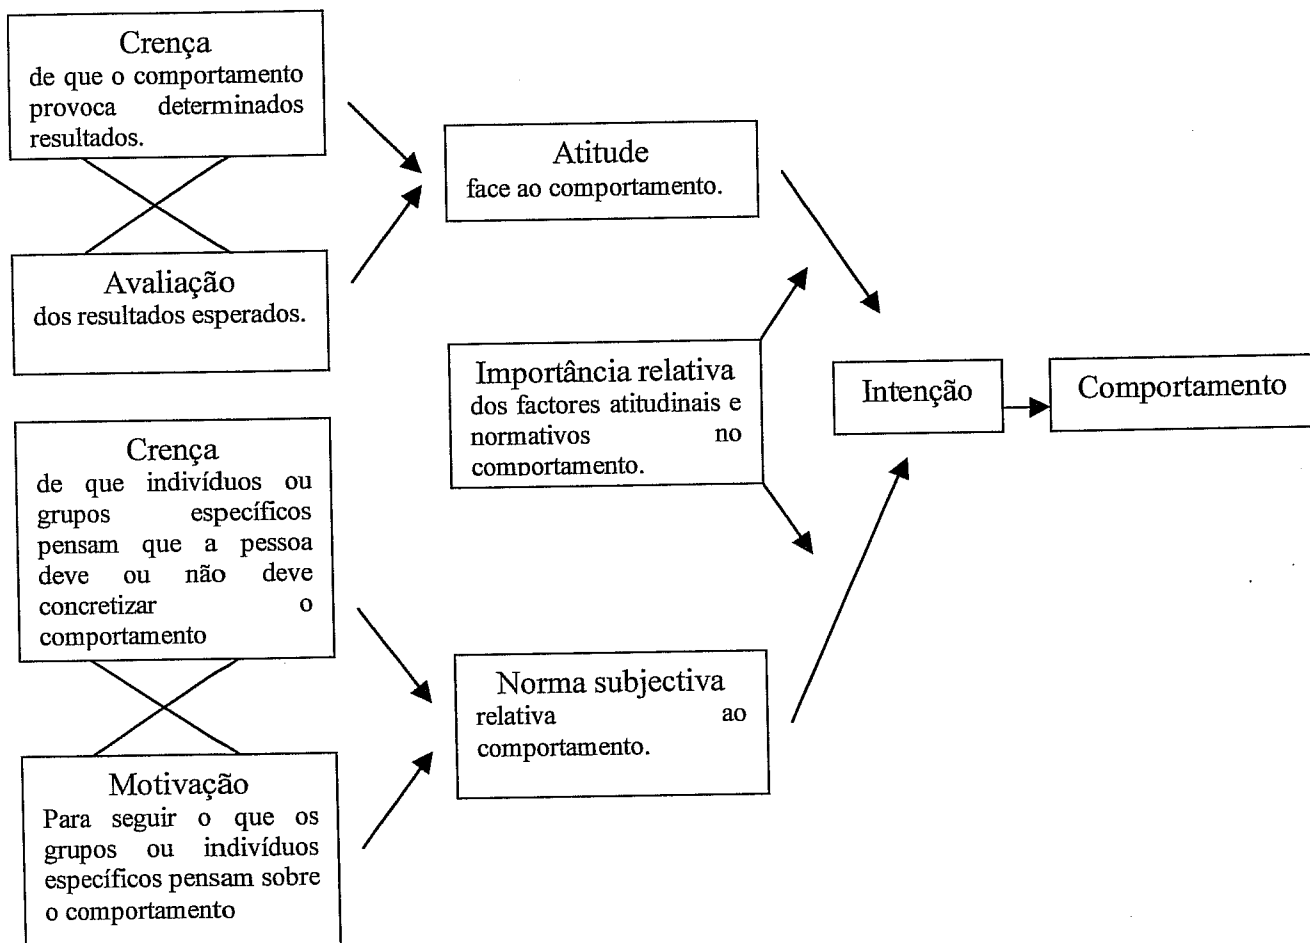 Crença
de que o comportamento
provoca determinados
resultados.
Avaliação
dos resultados esperados.
Crença
de que indivíduos ou
grupos específicos
pensam que a pessoa
deve ou não deve
concretizar o
comportamento
Motivação
Para seguir o que os
grupos ou indivíduos
específicos pensam sobre
o comportamento
Atitude
face ao comportamento.
Importância relativa
dos factores atitudinais e
normativos no
comportamento.
Norma subjectiva
relativa ao
comportamento.
Intenção
Comportamento